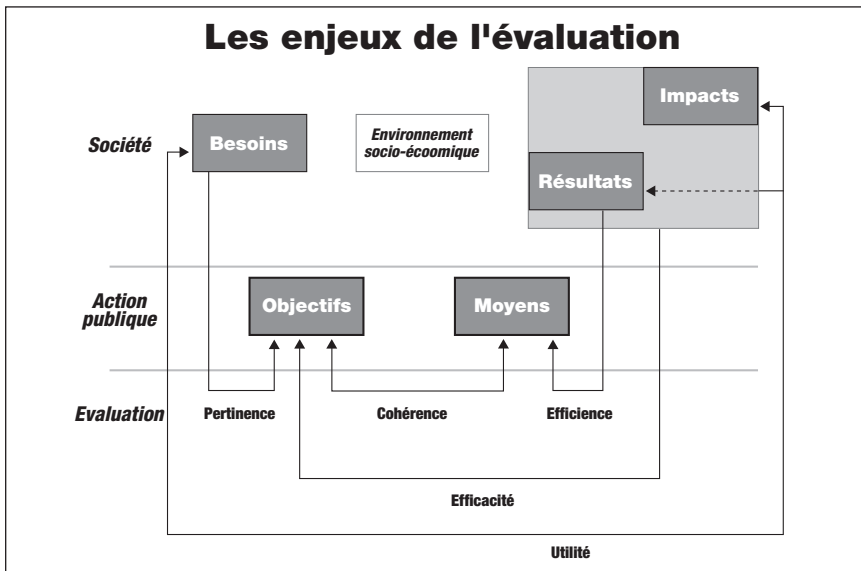 Les enjeux de l'évaluation
Impacts
Société
Besoins
Environnement
socio-écoomique
Résultats
Action
publique
Objectifs
Moyens
Evaluation
Pertinence
Cohérence
Efficience
Efficacité
Utilité